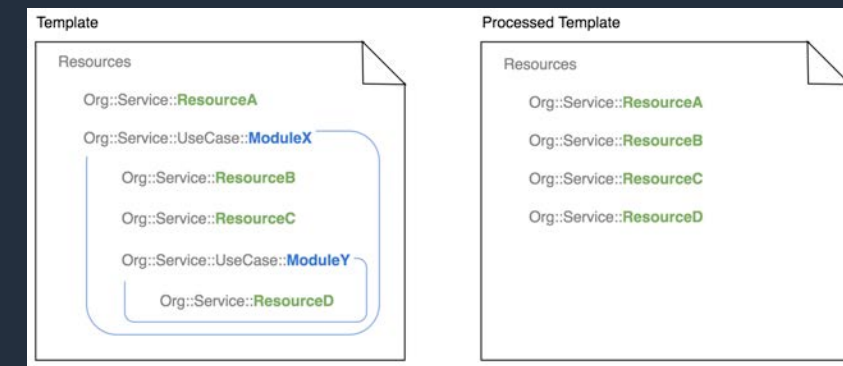 Template
Resources
Org::Service::ResourceA
Org::Service::UseCase::ModuleX
Org::Service::ResourceB
Org::Service::ResourceC
Org::Service::UseCase::ModuleY
Org::Service::ResourceD
Processed Template
Resources
Org::Service::ResourceA
Org::Service::ResourceB
Org::Service::ResourceC
Org::Service::ResourceD